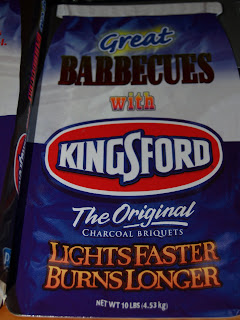 Great
BARBECUES
with
KINGSFORD
The Original
CHARCOAL BRIQUETS
LIGHTS FASTER
BURNS LONGER
NET WT 10 LBS (4.53 kg)